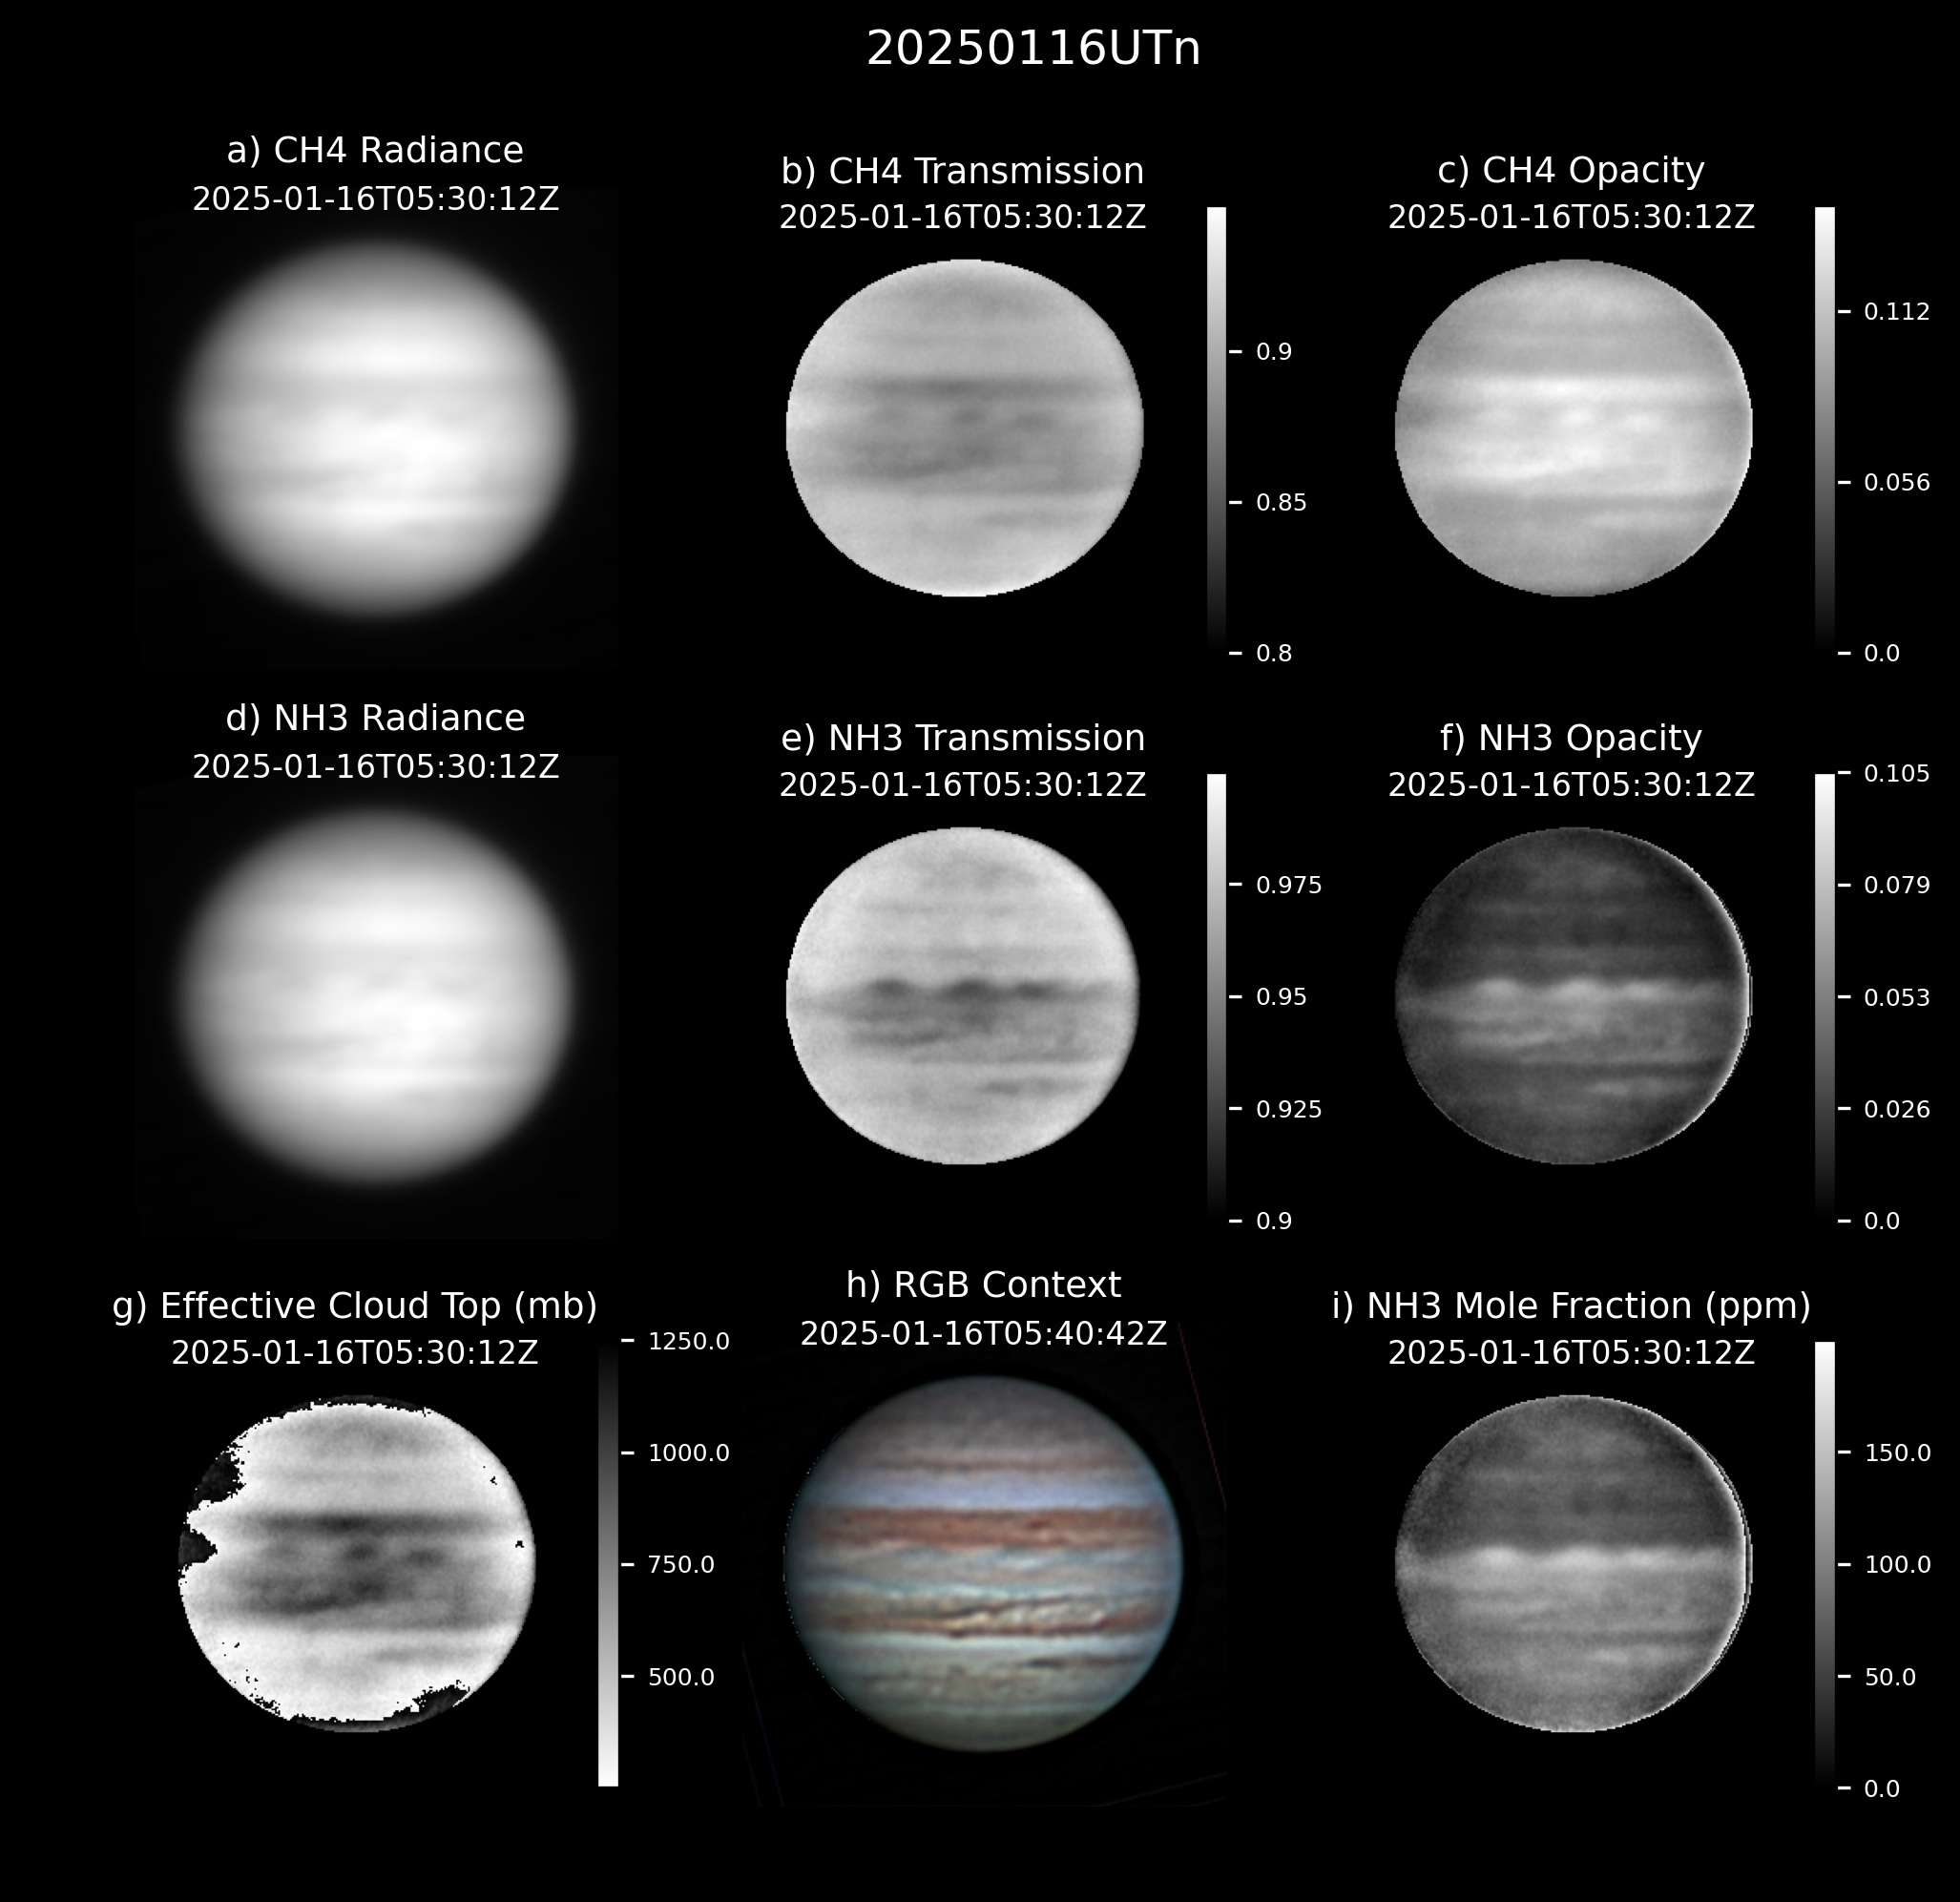 20250116UTn
a) CH4 Radiance
2025-01-16T05:30:12Z
b) CH4 Transmission
2025-01-16T05:30:12Z
0.9
0.85
0.8
c) CH4 Opacity
2025-01-16T05:30:12Z
0.112
0.056
0.0
d) NH3 Radiance
2025-01-16T05:30:12Z
e) NH3 Transmission
2025-01-16T05:30:12Z
0.975
0.95
0.925
0.9
f) NH3 Opacity
2025-01-16T05:30:12Z
0.105
0.079
0.053
0.026
0.0
g) Effective Cloud Top (mb)
2025-01-16T05:30:12Z
1250.0
1000.0
750.0
500.0
h) RGB Context
2025-01-16T05:40:42Z
i) NH3 Mole Fraction (ppm)
2025-01-16T05:30:12Z
150.0
100.0
50.0
0.0